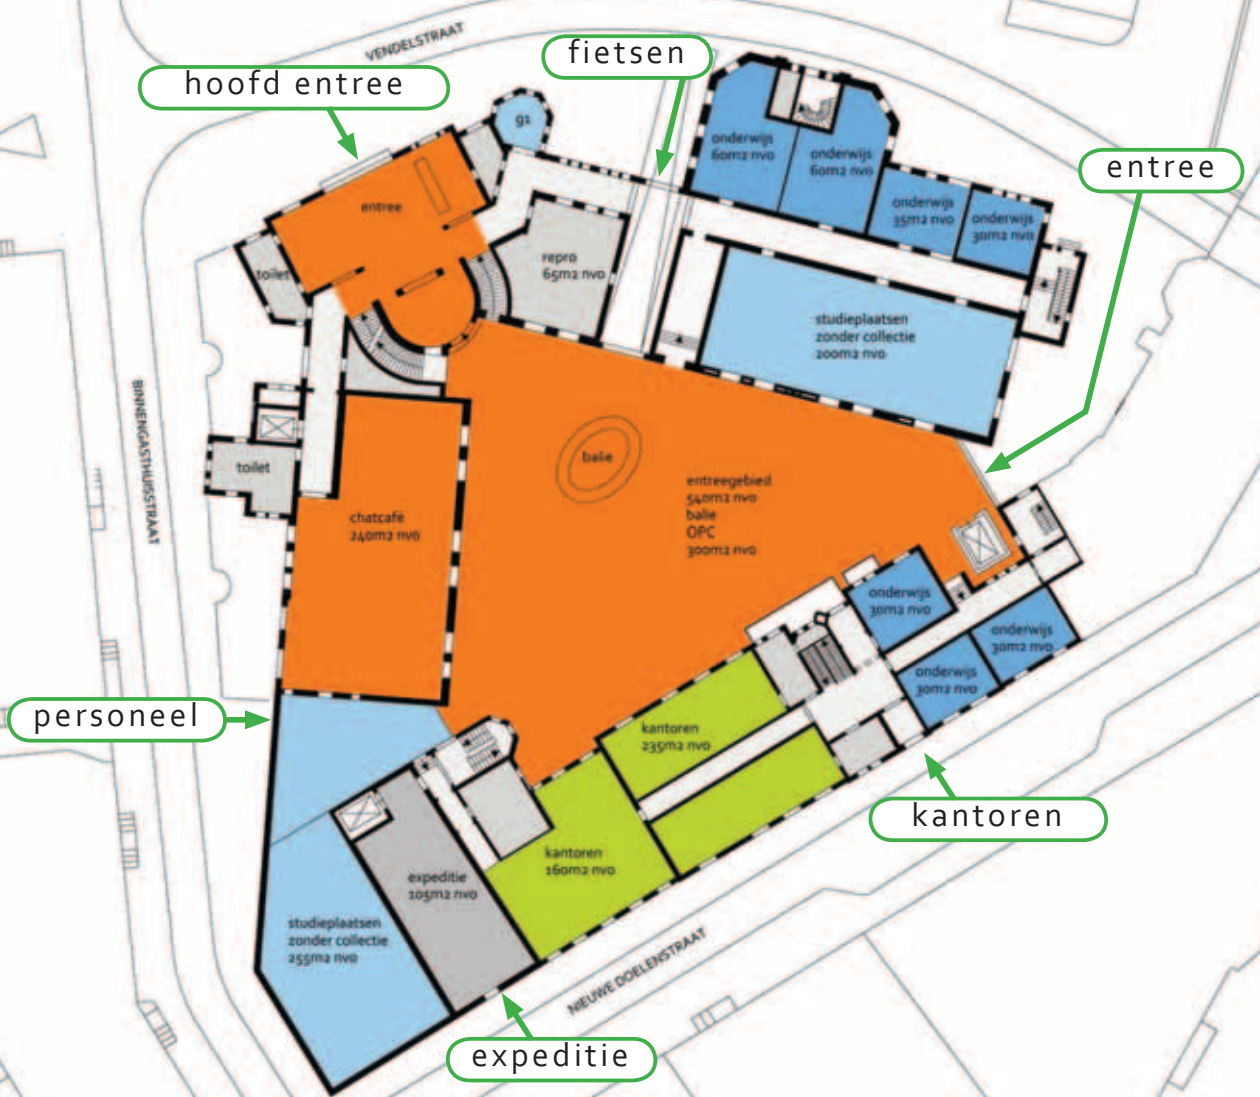 VENDELSTRAAT
fietsen
hoofd entree
g1
onderwijs
60m2 nvo
onderwijs
60m2 nvo
entree
onderwijs
35m2 nvo
onderwijs
30m2 nvo
entree
toilet
repro
65m2 nvo
studieplaatsen
zonder collectie
200m2 nvo
BINNENGASTHUISSTRAAT
toilet
balie
entreegebied
540m2 nvo
balie
OPC
300m2 nvo
chatcafé
240m2 nvo
onderwijs
30m2 nvo
onderwijs
30m2 nvo
onderwijs
30m2 nvo
personeel
kantoren
235m2 nvo
kantoren
kantoren
160m2 nvo
expeditie
105m2 nvo
studieplaatsen
zonder collectie
255m2 nvo
NIEUWE DOELENSTRAAT
expeditie